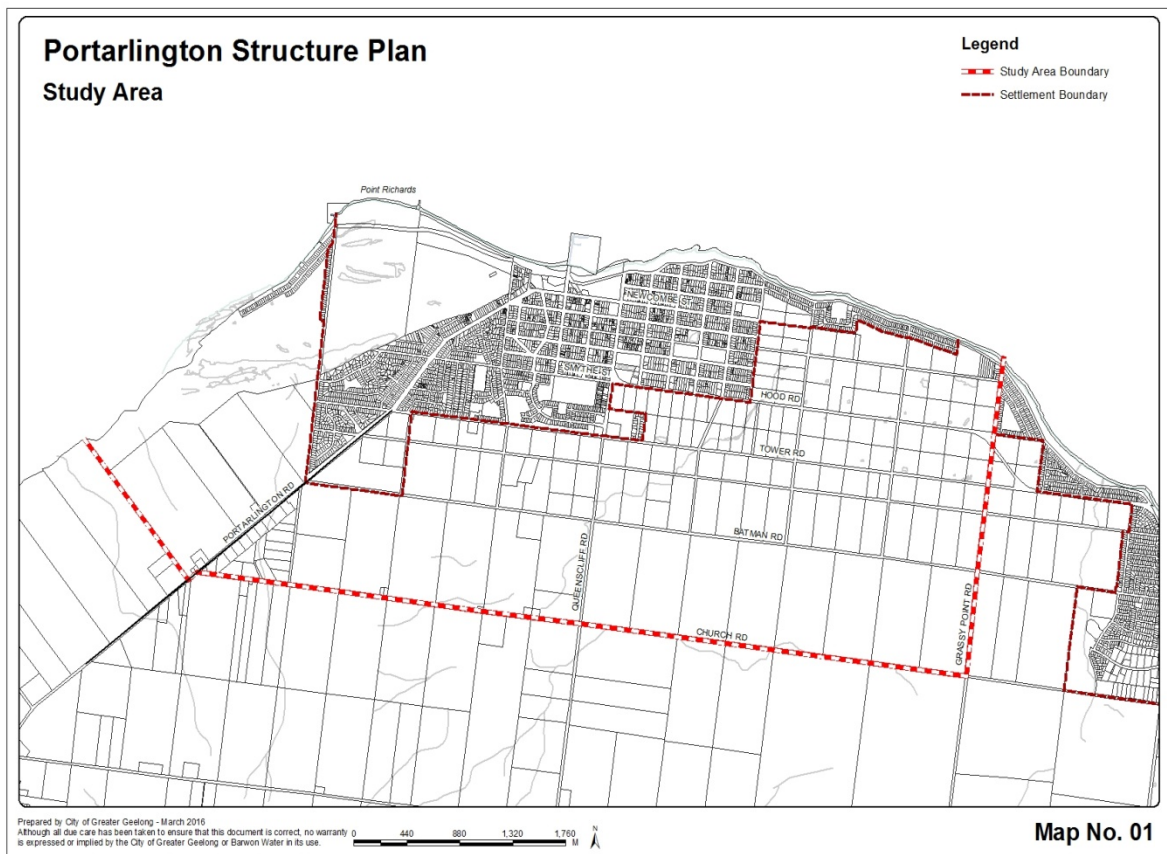 Portarlington Structure Plan
Study Area
Legend
Study Area Boundary
Settlement Boundary
Point Richards
NEWCOMBE ST
SMYTHE ST
HOOD RD
TOWER RD
PORTARLINGTON RD
BATMAN RD
QUEENSCLIFF RD
CHURCH RD
GRASSY POINT RD
Prepared by City of Greater Geelong - March 2016
Although all due care has been taken to ensure that this document is correct, no warranty
is expressed or implied by the City of Greater Geelong or Barwon Water in its use.
0 440 880 1,320 1,760
M
N
Map No. 01